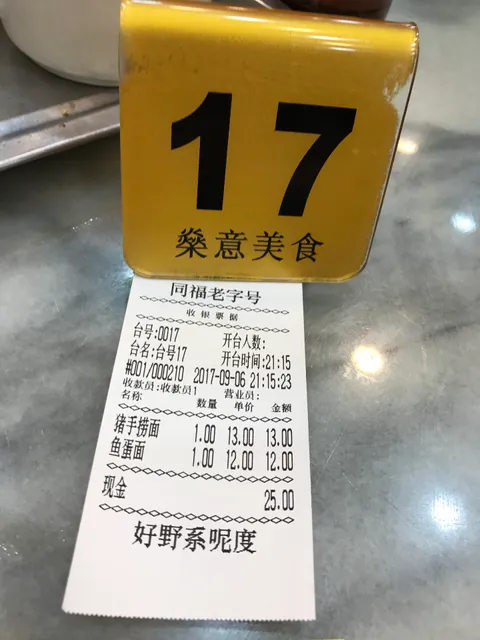 17
燊意美食
同福老字号
收银票据
台号:0017 开台人数:
台名:台号17 开台时间:21:15
#001/000210 2017-09-06 21:15:23
收款员:收款员1 营业员:
名称 数量 单价 金额
猪手捞面 1.00 13.00 13.00
鱼蛋面 1.00 12.00 12.00
现金 25.00
好野系呢度